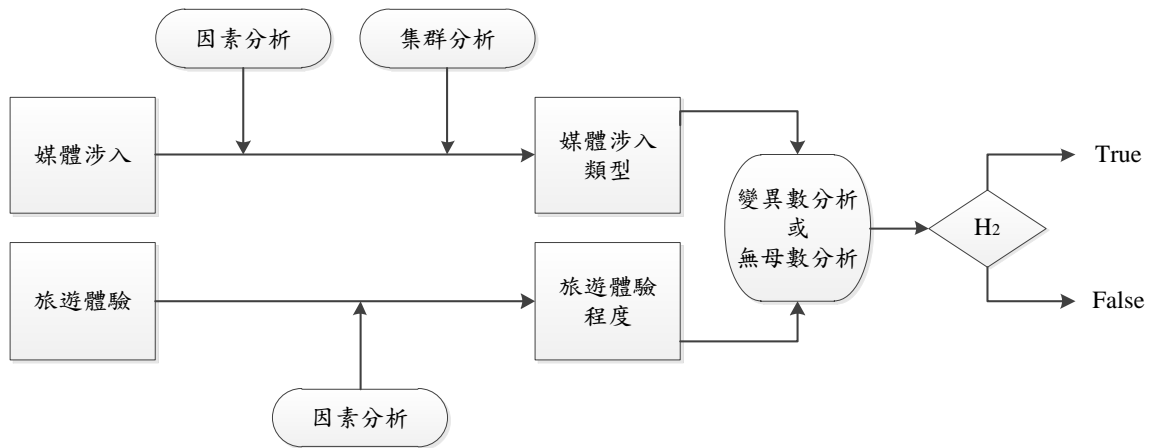 因素分析
集群分析
媒體涉入
媒體涉入
類型
變異數分析
或
無母數分析
H2
True
False
旅遊體驗
旅遊體驗
程度
因素分析